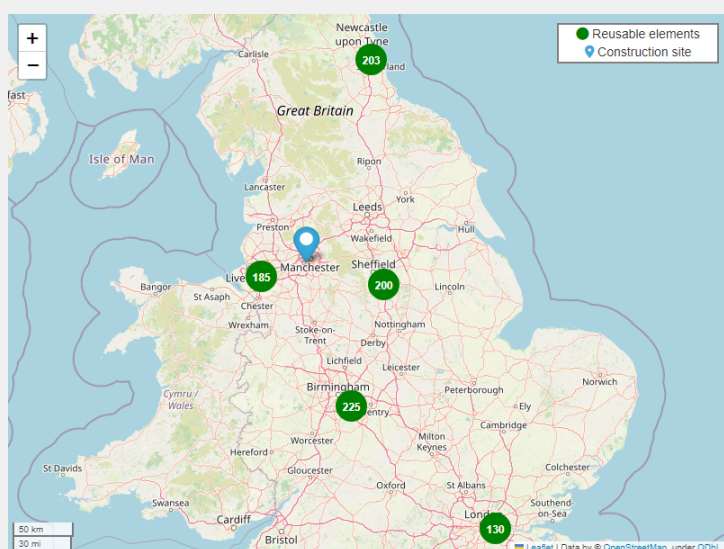 +
−
Reusable elements
Construction site
Newcastle
upon Tyne
203
Carlisle
Great Britain
Isle of Man
Ripon
Lancaster
York
Leeds
Preston
Wakefield
Hull
Manchester
Sheffield
185
200
Bangor
St Asaph
Chester
Lincoln
Wrexham
Stoke-on-
Trent
Nottingham
Derby
Lichfield
Leicester
Birmingham
Peterborough
Norwich
Cymru /
Wales
225
Ely
Cambridge
Worcester
Milton
Keynes
Hereford
St Davids
Gloucester
Colchester
Oxford
St Albans
Swansea
Southend-
on-Sea
Cardiff
130
Bristol
50 km
30 mi
Leaflet | Data by © OpenStreetMap, under ODbL